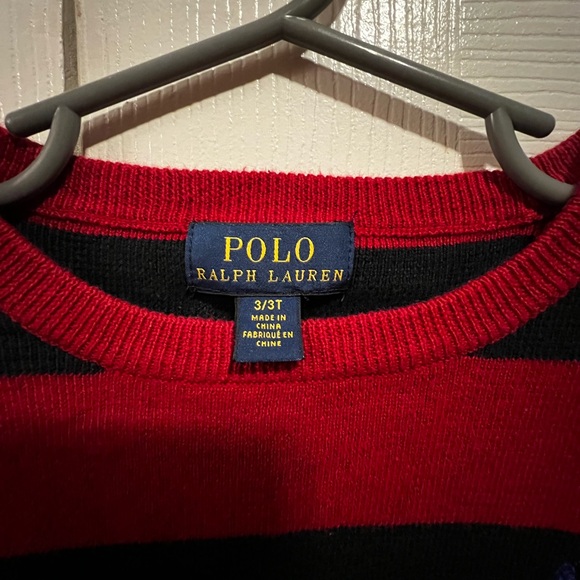 POLO
RALPH LAUREN
3/3T
MADE IN
CHINA
FABRIQUÉ EN
CHINE